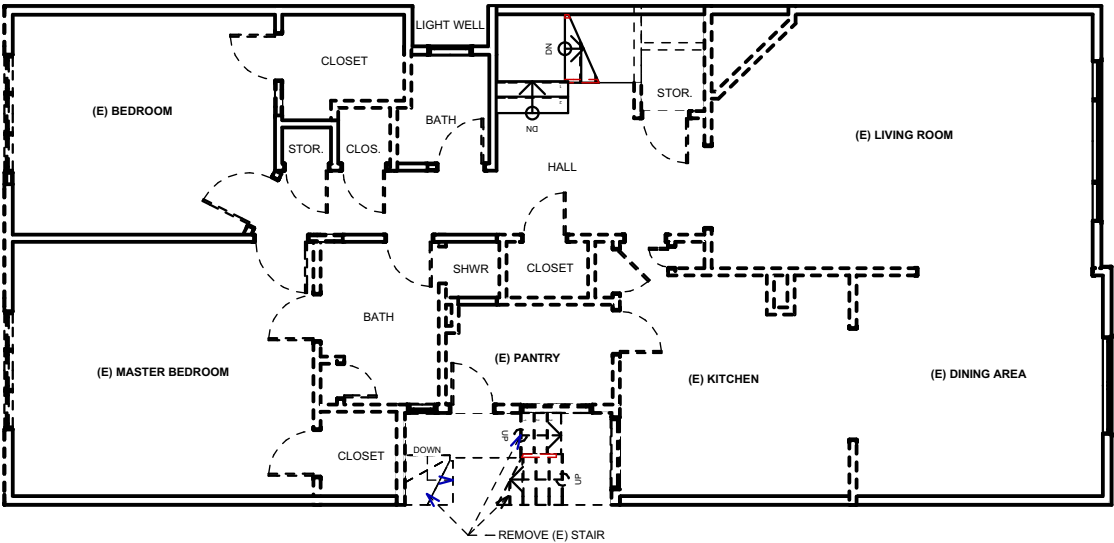 LIGHT WELL
CLOSET
(E) BEDROOM
BATH
STOR.
CLOS.
DN
DN
STOR.
(E) LIVING ROOM
HALL
SHWR
CLOSET
BATH
(E) MASTER BEDROOM
(E) PANTRY
(E) KITCHEN
(E) DINING AREA
CLOSET
DOWN
UP
UP
REMOVE (E) STAIR